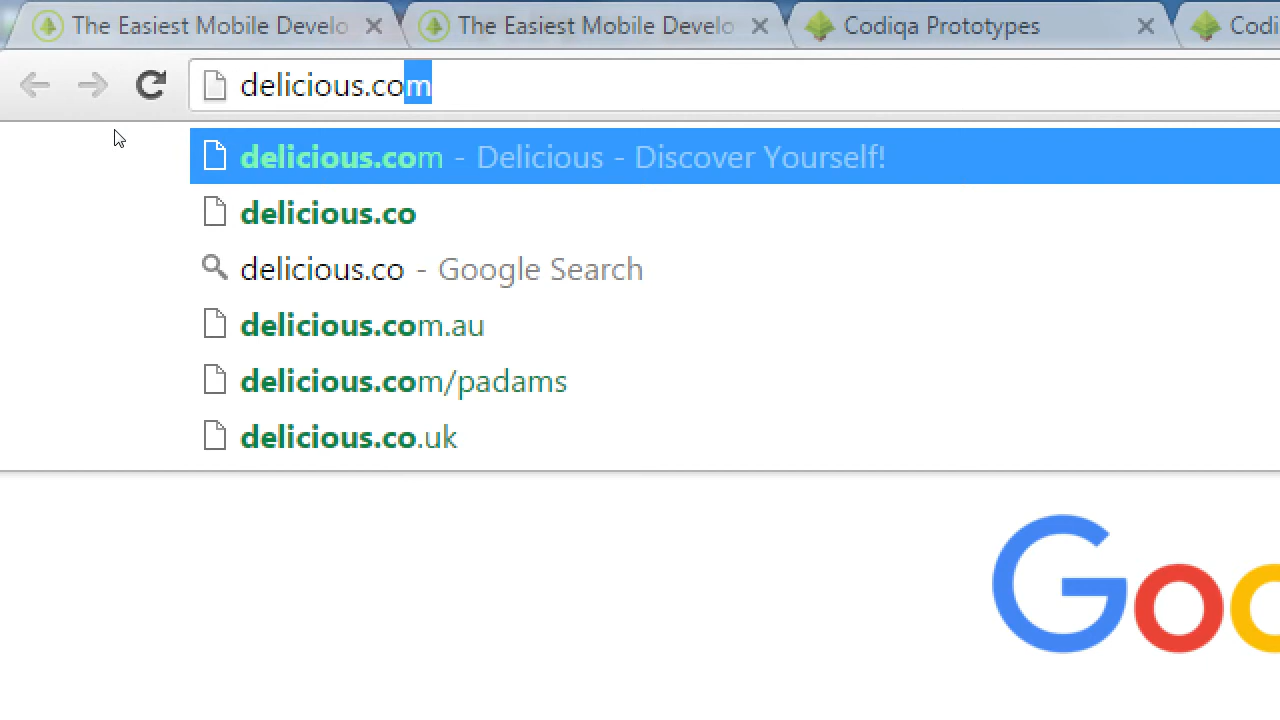 The Easiest Mobile Develo
The Easiest Mobile Develo
Codiqa Prototypes
Codi
delicious.com
delicious.com - Delicious - Discover Yourself!
delicious.co
delicious.co - Google Search
delicious.com.au
delicious.com/padams
delicious.co.uk
Goo